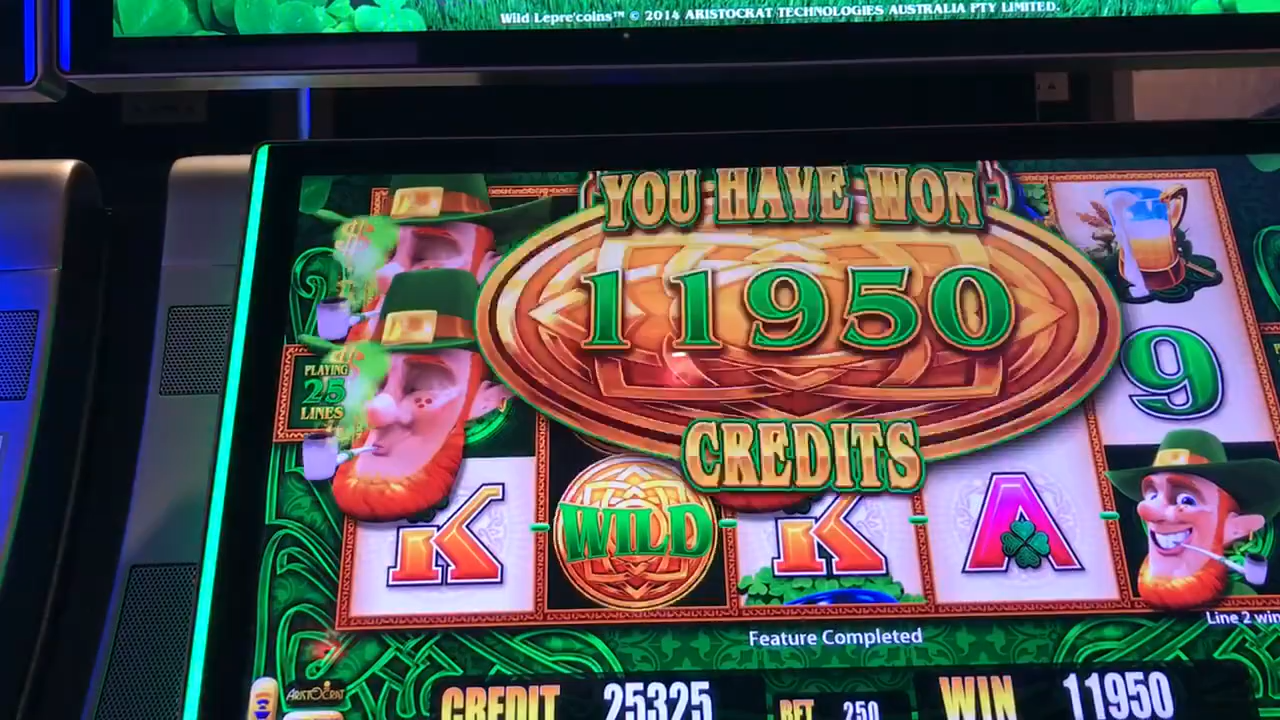 Wild Lepre'coins™ © 2014 ARISTOCRAT TECHNOLOGIES AUSTRALIA PTY LIMITED.
YOU HAVE WON
11950
CREDITS
PLAYING
25
LINES
9
K
WILD
K
A
Feature Completed
Line 2 win
ARISTOCRAT
CREDIT 25325
BET 250
WIN 11950